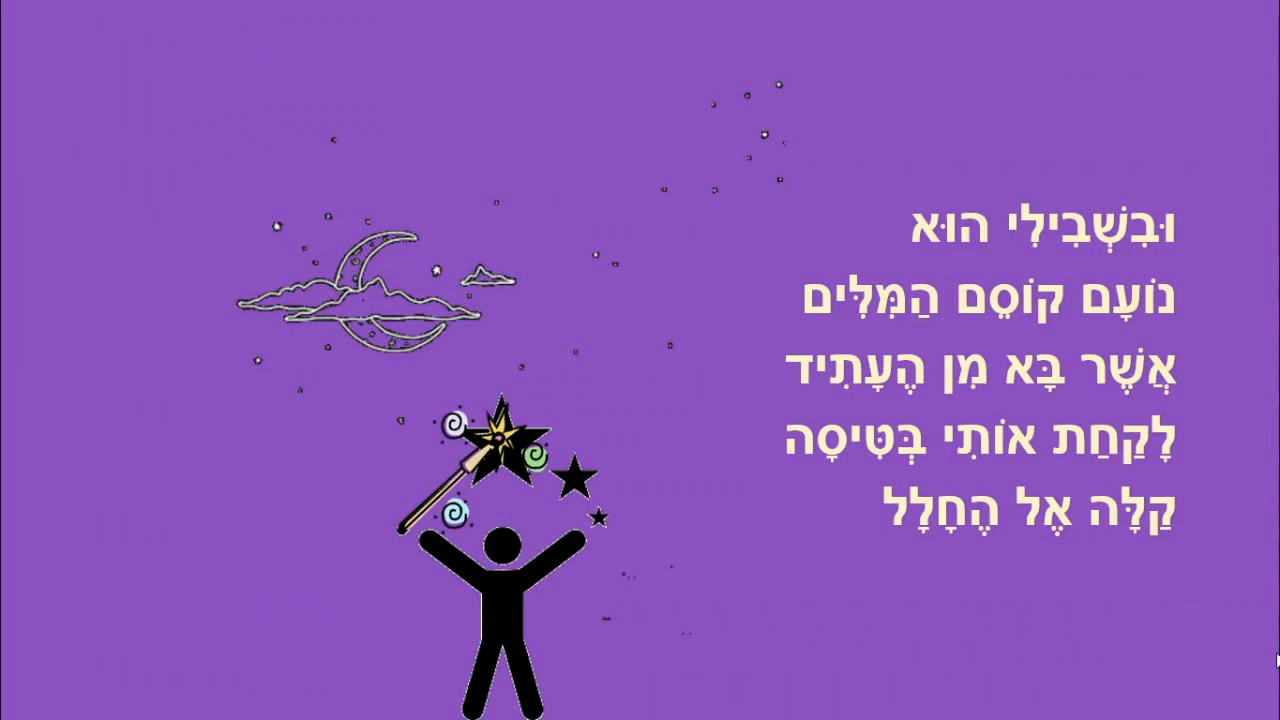 וּבִשְׁבִילִי הוּא
נוֹעָם קוֹסֵם הַמִּלִּים
אֲשֶׁר בָּא מִן הֶעָתִיד
לָקַחַת אוֹתִי בְּטִּיסָה
קַלָּה אֶל הֶחָלָל